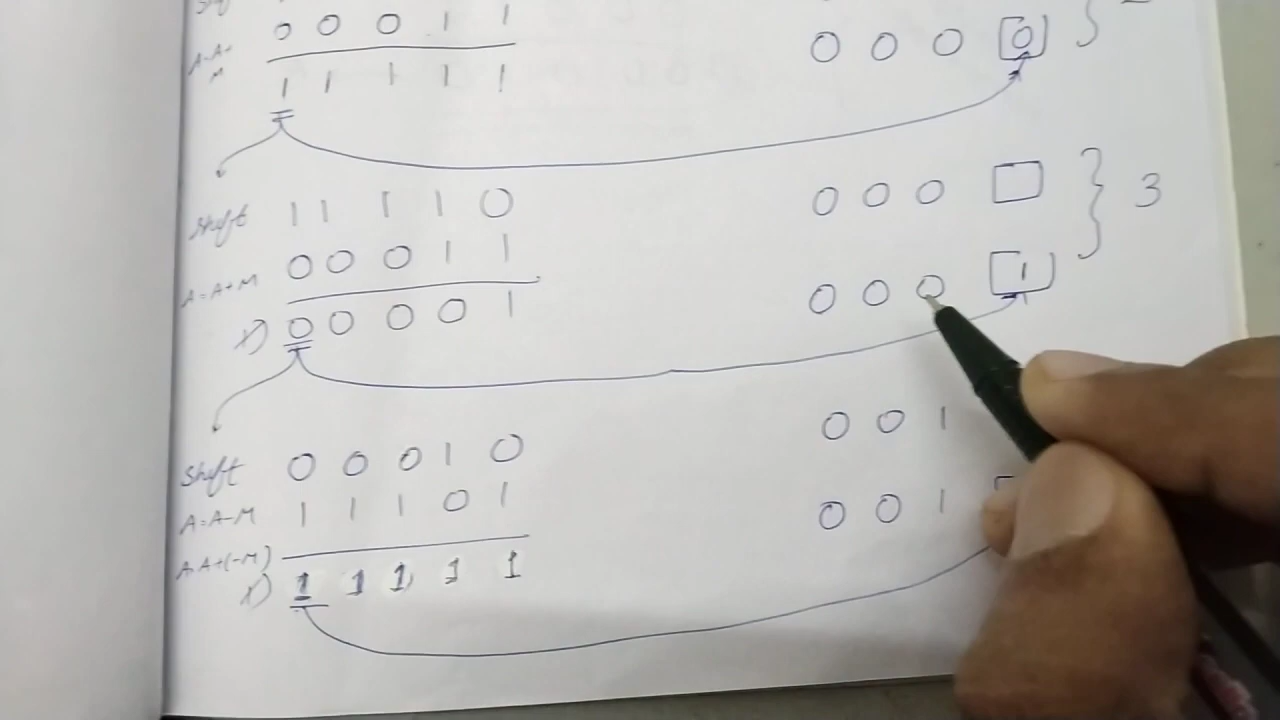 0 0 0 1 1 0 0 0 0
1 1 1 1 1
Shift 1 1 1 1 0 0 0 0 3
A=A+M 0 0 0 1 1
0 0 0 0 1 0 0 0 1
Shift 0 0 0 1 0 0 0 1
A=A-M 1 1 1 0 1 0 0 1
A+(-M)
1 1 1 1 1